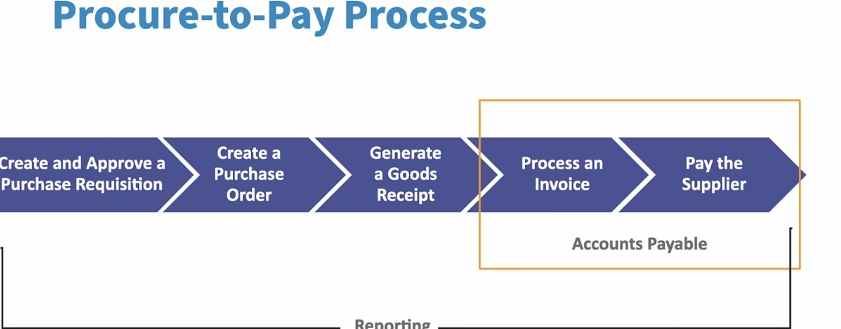 Procure-to-Pay Process
Create and Approve a
Purchase Requisition
Create a
Purchase
Order
Generate
a Goods
Receipt
Process an
Invoice
Pay the
Supplier
Accounts Payable
Reporting